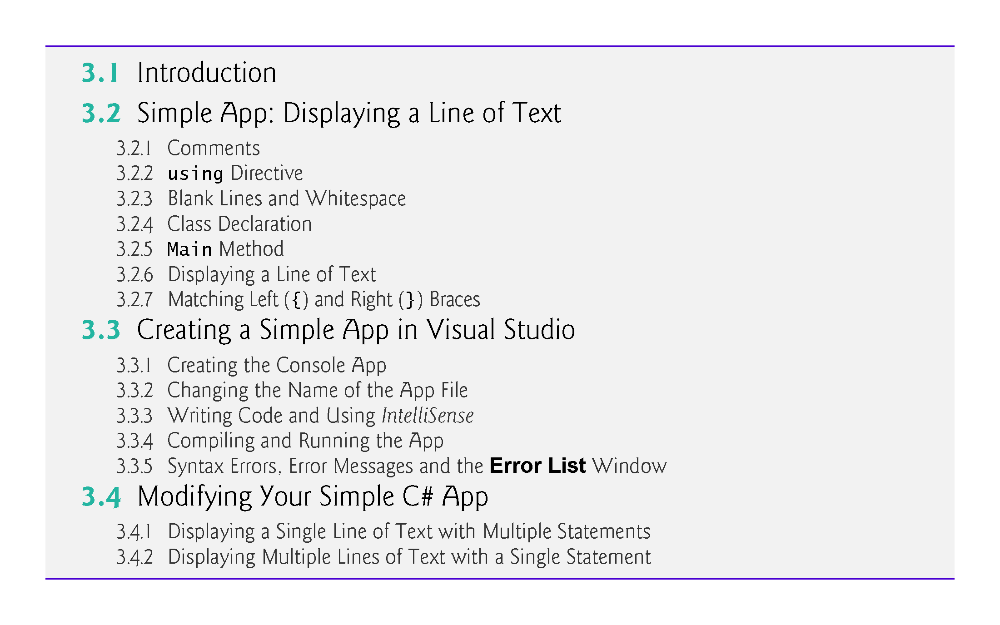 3.1 Introduction
3.2 Simple App: Displaying a Line of Text
3.2.1 Comments
3.2.2 using Directive
3.2.3 Blank Lines and Whitespace
3.2.4 Class Declaration
3.2.5 Main Method
3.2.6 Displaying a Line of Text
3.2.7 Matching Left ({) and Right (}) Braces
3.3 Creating a Simple App in Visual Studio
3.3.1 Creating the Console App
3.3.2 Changing the Name of the App File
3.3.3 Writing Code and Using IntelliSense
3.3.4 Compiling and Running the App
3.3.5 Syntax Errors, Error Messages and the Error List Window
3.4 Modifying Your Simple C# App
3.4.1 Displaying a Single Line of Text with Multiple Statements
3.4.2 Displaying Multiple Lines of Text with a Single Statement